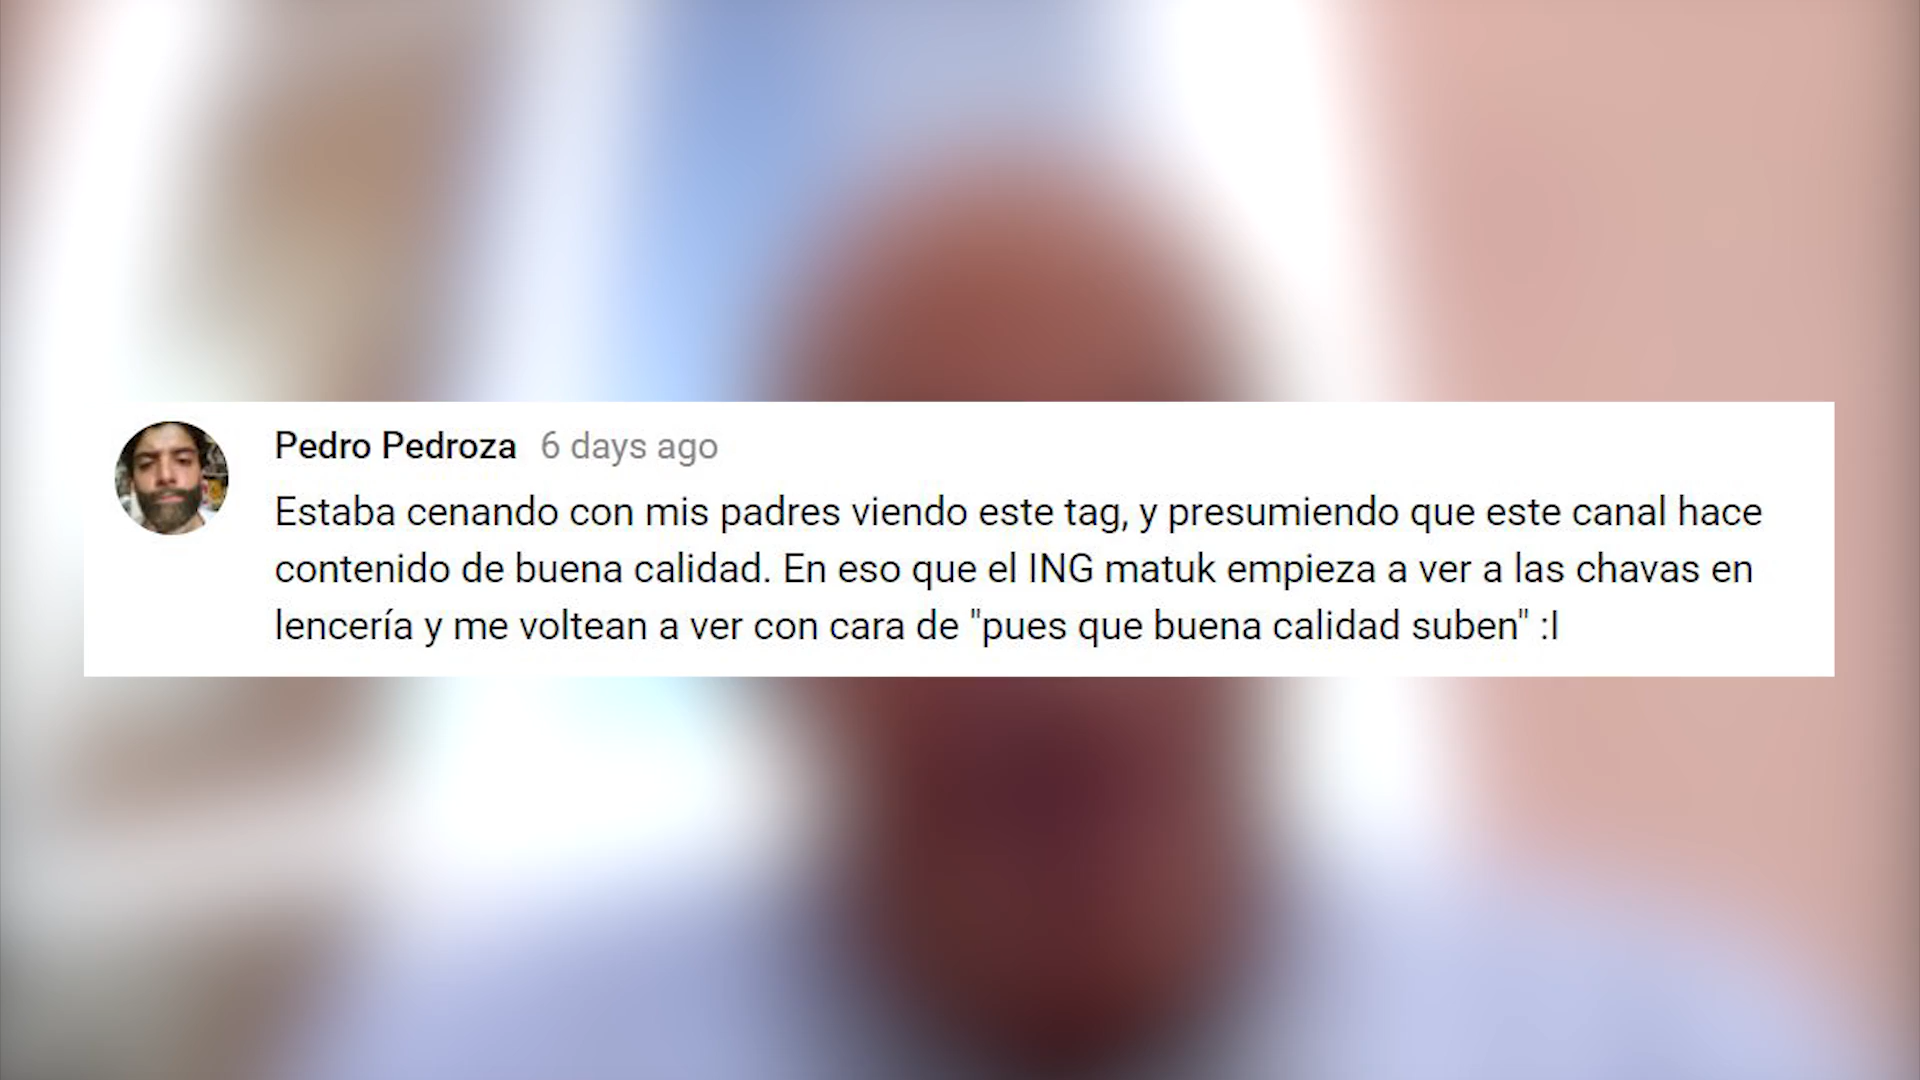 Pedro Pedroza 6 days ago
Estaba cenando con mis padres viendo este tag, y presumiendo que este canal hace
contenido de buena calidad. En eso que el ING matuk empieza a ver a las chavas en
lencería y me voltean a ver con cara de "pues que buena calidad suben" :l